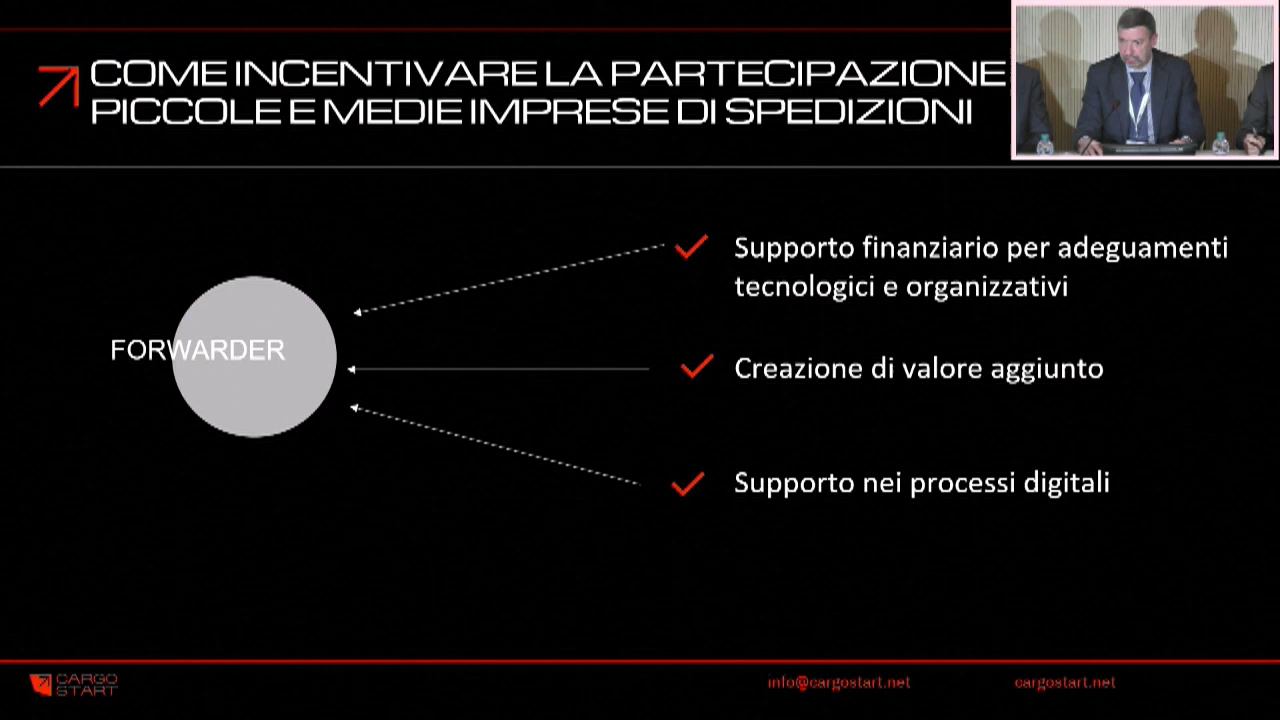 COME INCENTIVARE LA PARTECIPAZIONE
PICCOLE E MEDIE IMPRESE DI SPEDIZIONI
Supporto finanziario per adeguamenti
tecnologici e organizzativi
FORWARDER
Creazione di valore aggiunto
Supporto nei processi digitali
CARGO
START
info@cargostart.net
cargostart.net